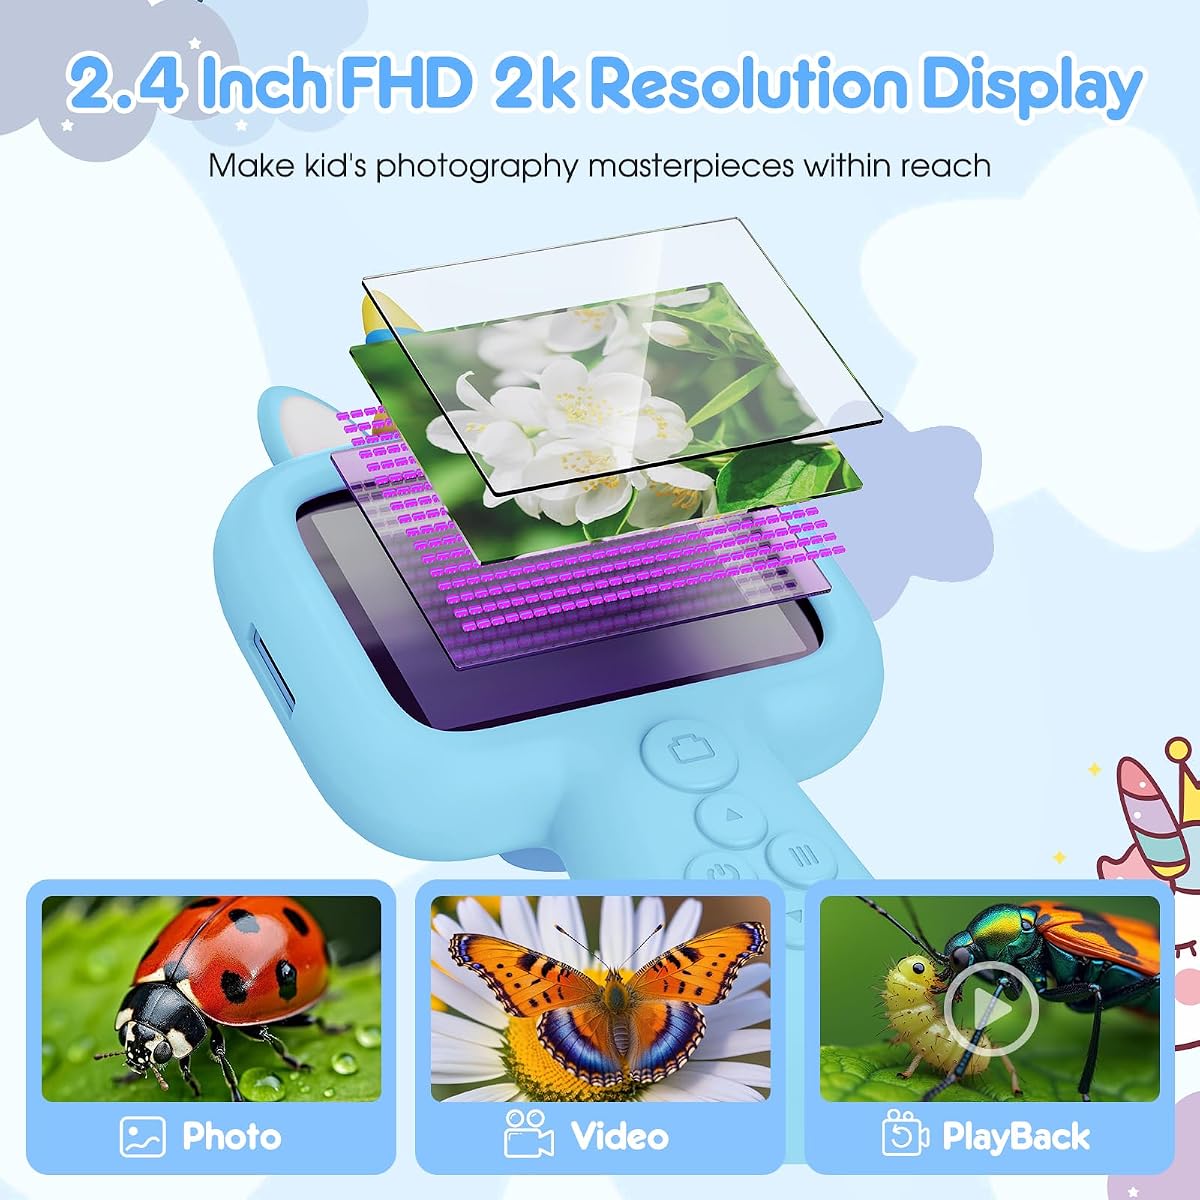 2.4 Inch FHD 2k Resolution Display
Make kid's photography masterpieces within reach
Photo
Video
PlayBack